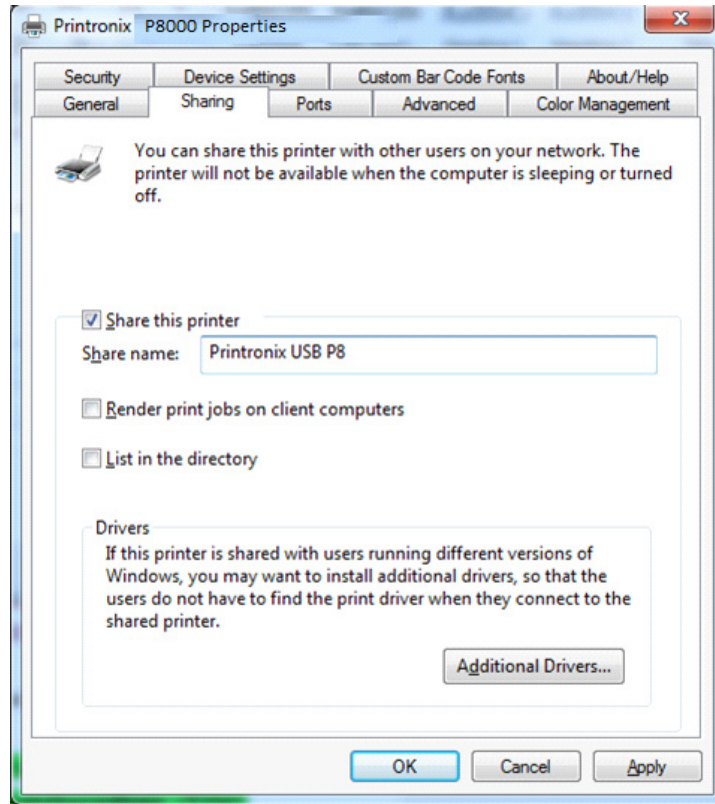 Printronix P8000 Properties
Security Device Settings Custom Bar Code Fonts About/Help
General Sharing Ports Advanced Color Management
You can share this printer with other users on your network. The
printer will not be available when the computer is sleeping or turned
off.
Share this printer
Share name: Printronix USB P8
Render print jobs on client computers
List in the directory
Drivers
If this printer is shared with users running different versions of
Windows, you may want to install additional drivers, so that the
users do not have to find the print driver when they connect to the
shared printer.
Additional Drivers...
OK Cancel Apply